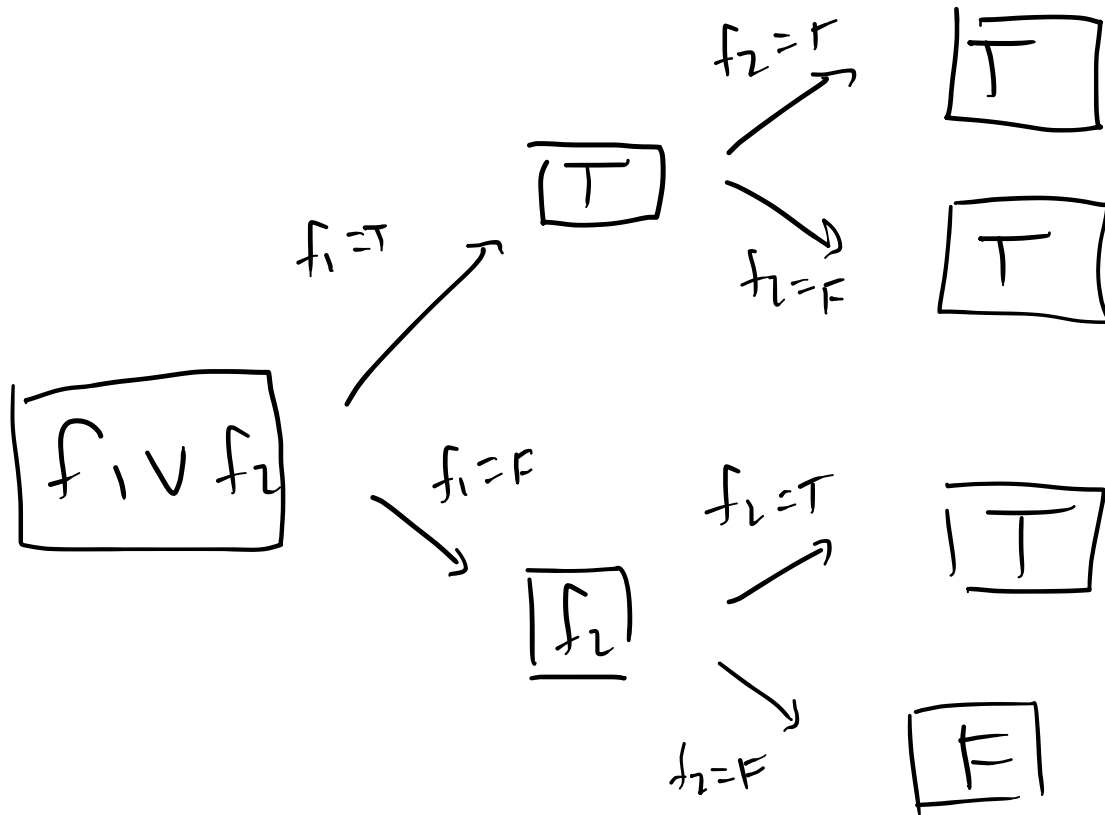 f₂ = T
T
T
f₁ = T
T
f₂ = F
f₁ ∨ f₂
f₁ = F
f₂ = T
T
f₂
F
f₂ = F